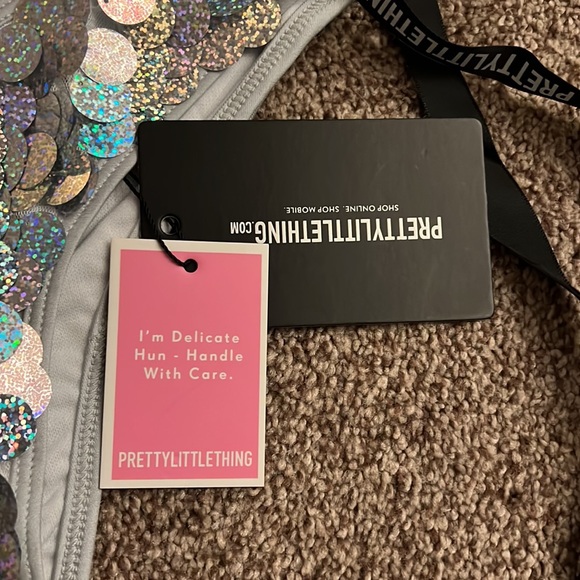 PRETTYLITTLETHING
PRETTYLITTLETHING.COM
SHOP ONLINE. SHOP MOBILE.
I'm Delicate
Hun - Handle
With Care.
PRETTYLITTLETHING